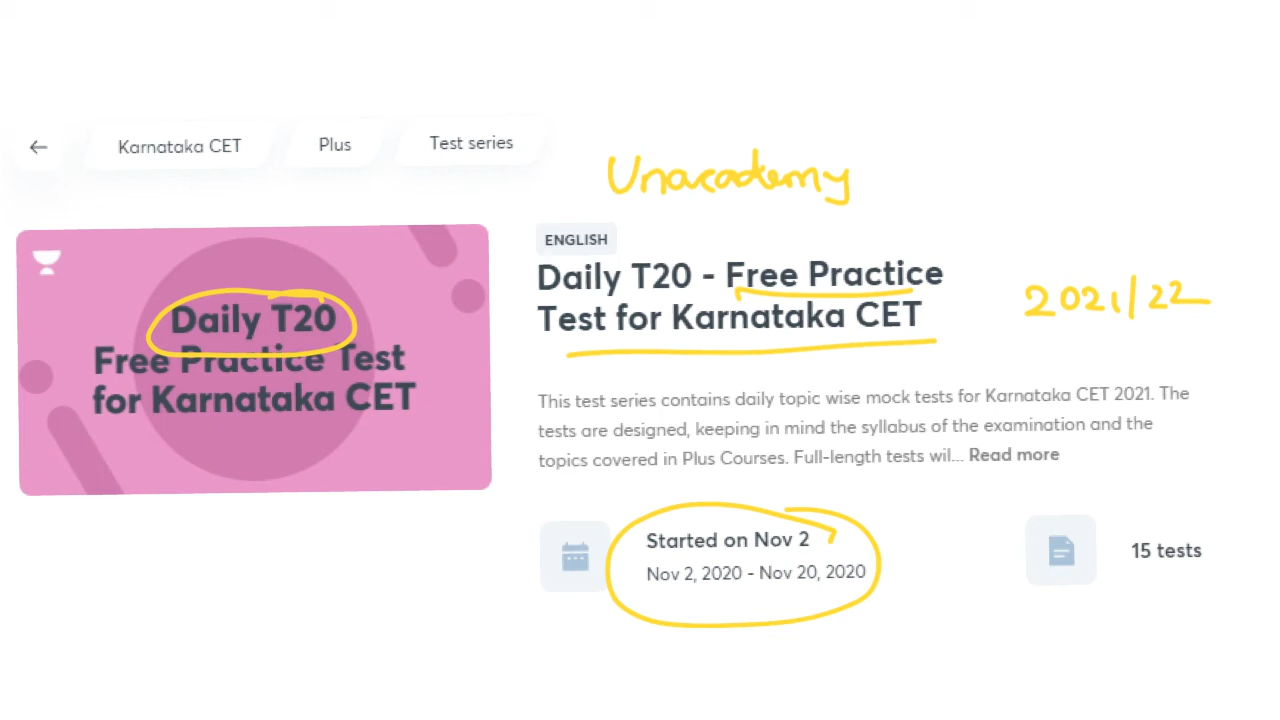 Karnataka CET
Plus
Test series
Unacademy
Daily T20
Free Practice Test
for Karnataka CET
ENGLISH
Daily T20 - Free Practice
Test for Karnataka CET
2021/22
This test series contains daily topic wise mock tests for Karnataka CET 2021. The
tests are designed, keeping in mind the syllabus of the examination and the
topics covered in Plus Courses. Full-length tests wil... Read more
Started on Nov 2
Nov 2, 2020 - Nov 20, 2020
15 tests